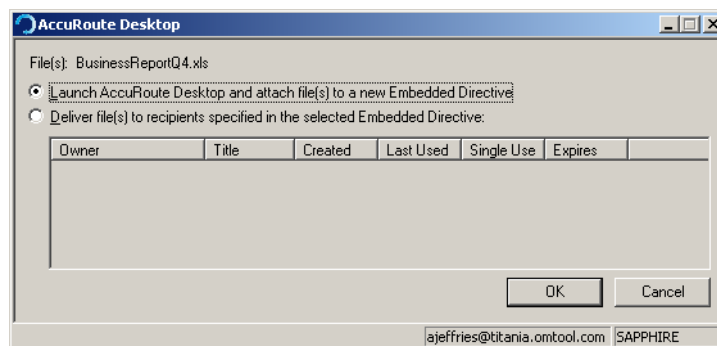 AccuRoute Desktop
File(s): BusinessReportQ4.xls
Launch AccuRoute Desktop and attach file(s) to a new Embedded Directive
Deliver file(s) to recipients specified in the selected Embedded Directive:
Owner Title Created Last Used Single Use Expires
OK Cancel
ajeffries@titania.omtool.com SAPPHIRE